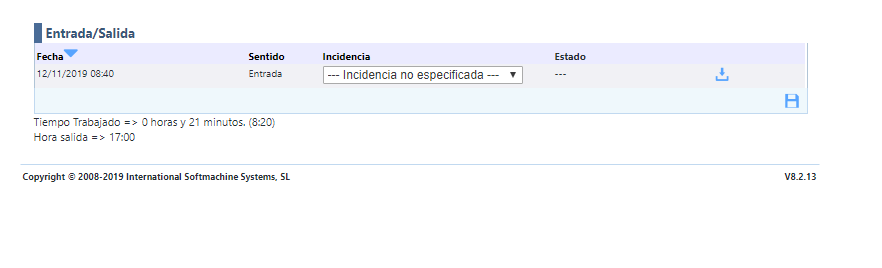 Entrada/Salida
Fecha Sentido Incidencia Estado
12/11/2019 08:40 Entrada --- Incidencia no especificada --- ---
Tiempo Trabajado => 0 horas y 21 minutos. (8:20)
Hora salida => 17:00
Copyright © 2008-2019 International Softmachine Systems, SL V8.2.13